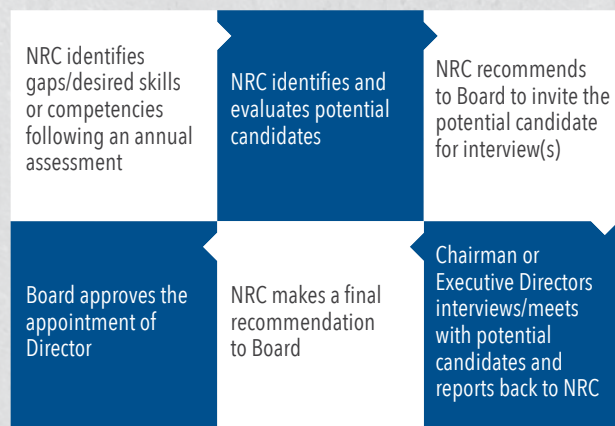 NRC identifies
gaps/desired skills
or competencies
following an annual
assessment
NRC identifies and
evaluates potential
candidates
NRC recommends
to Board to invite the
potential candidate
for interview(s)
Chairman or
Executive Directors
interviews/meets
with potential
candidates and
reports back to NRC
NRC makes a final
recommendation
to Board
Board approves the
appointment of
Director